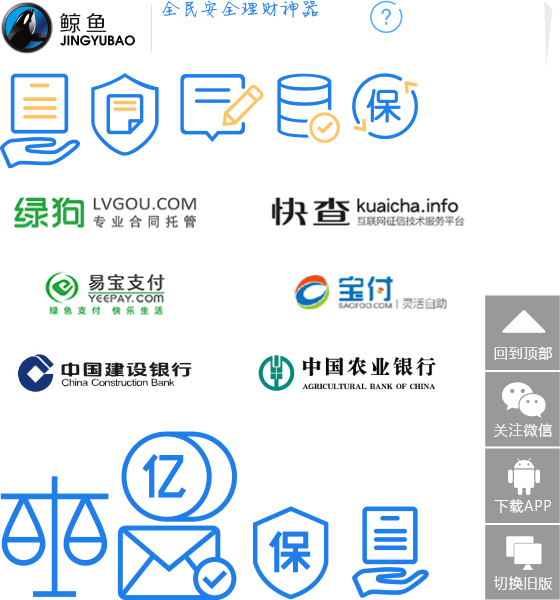 鲸鱼
JINGYUBAO
全民安全理财神器
?
保
绿狗
LVGOU.COM
专业合同托管
快查
kuaicha.info
互联网征信技术服务平台
易宝支付
YEEPAY.COM
绿色支付 快乐生活
宝付
BAOFOO.COM
灵活自助
中国建设银行
China Construction Bank
中国农业银行
AGRICULTURAL BANK OF CHINA
回到顶部
关注微信
下载APP
切换旧版
亿
保